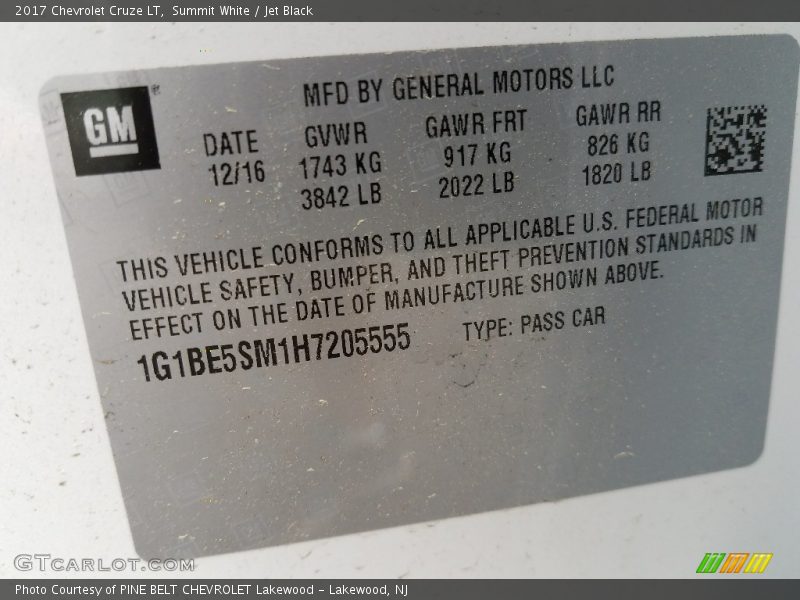 2017 Chevrolet Cruze LT, Summit White / Jet Black
GM®
MFD BY GENERAL MOTORS LLC
DATE GVWR GAWR FRT GAWR RR
12/16 1743 KG 917 KG 826 KG
3842 LB 2022 LB 1820 LB
THIS VEHICLE CONFORMS TO ALL APPLICABLE U.S. FEDERAL MOTOR
VEHICLE SAFETY, BUMPER, AND THEFT PREVENTION STANDARDS IN
EFFECT ON THE DATE OF MANUFACTURE SHOWN ABOVE.
1G1BE5SM1H7205555 TYPE: PASS CAR
GTcarlot.com
Photo Courtesy of PINE BELT CHEVROLET Lakewood - Lakewood, NJ